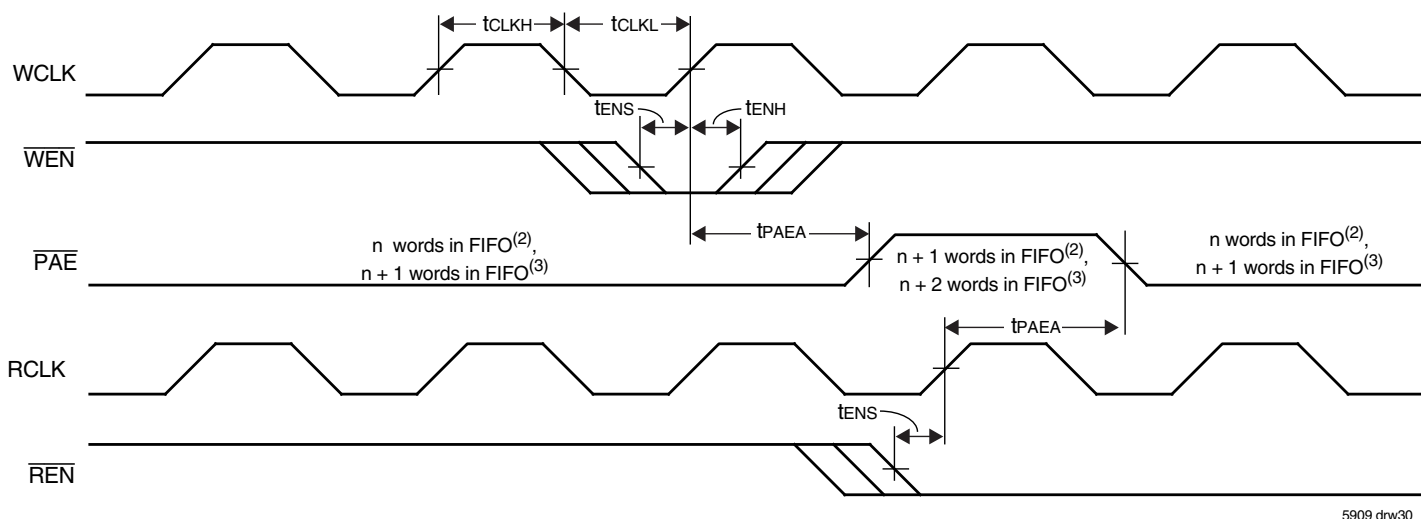 tCLKH
tCLKL
WCLK
tENS
tENH
WEN
tPAEA
PAE
n words in FIFO(2),
n + 1 words in FIFO(3)
n + 1 words in FIFO(2),
n + 2 words in FIFO(3)
n words in FIFO(2),
n + 1 words in FIFO(3)
tPAEA
RCLK
tENS
REN
5909 drw30